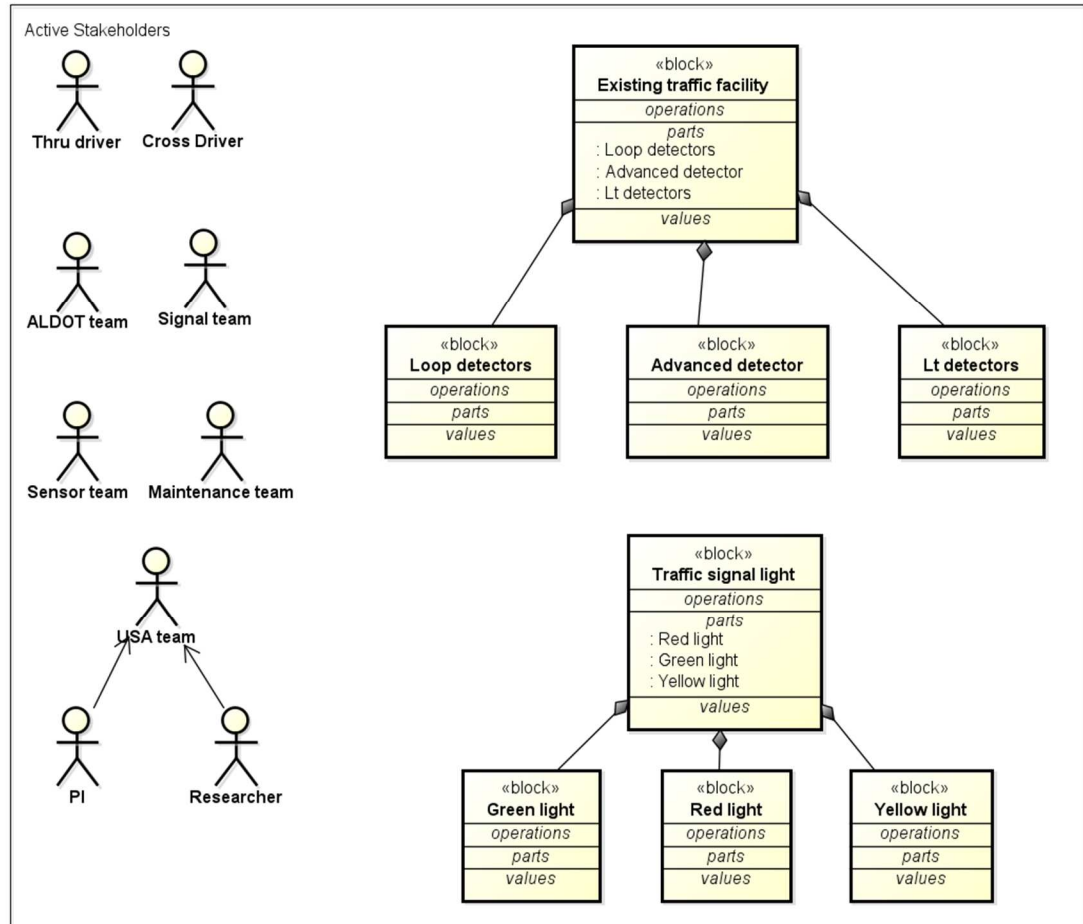 Active Stakeholders
Thru driver
Cross Driver
ALDOT team
Signal team
Sensor team
Maintenance team
USA team
PI
Researcher
«block»
Existing traffic facility
operations
parts
: Loop detectors
: Advanced detector
: Lt detectors
values
«block»
Loop detectors
operations
parts
values
«block»
Advanced detector
operations
parts
values
«block»
Lt detectors
operations
parts
values
«block»
Traffic signal light
operations
parts
: Red light
: Green light
: Yellow light
values
«block»
Green light
operations
parts
values
«block»
Red light
operations
parts
values
«block»
Yellow light
operations
parts
values